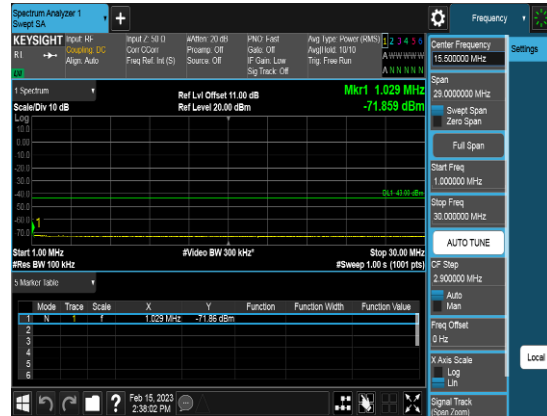 Spectrum Analyzer 1
Swept SA
+
Frequency
KEYSIGHT
R1
LXI
Input: RF
Coupling: DC
Align: Auto
Input Z: 50 Ω
Corr CCorr
Freq Ref: Int (S)
#Atten: 20 dB
Preamp: Off
Source: Off
PNO: Fast
Gate: Off
IF Gain: Low
Sig Track: Off
Avg Type: Power (RMS)
Avg|Hold: 10/10
Trig: Free Run
1 2 3 4 5 6
A W W W W W
A N N N N N
1 Spectrum
Scale/Div 10 dB
Ref Lvl Offset 11.00 dB
Ref Level 20.00 dBm
Mkr1 1.029 MHz
-71.859 dBm
Log
10.0
0.00
-10.0
-20.0
-30.0
-40.0
-50.0
-60.0
-70.0
DL1 -43.00 dBm
1
Start 1.00 MHz
#Res BW 100 kHz
#Video BW 300 kHz*
Stop 30.00 MHz
#Sweep 1.00 s (1001 pts)
5 Marker Table
Mode Trace Scale X Y Function Function Width Function Value
1 N 1 f 1.029 MHz -71.86 dBm
2
3
4
5
6
Feb 15, 2023
2:38:02 PM
Center Frequency
15.500000 MHz
Settings
Span
29.0000000 MHz
Swept Span
Zero Span
Full Span
Start Freq
1.000000 MHz
Stop Freq
30.000000 MHz
AUTO TUNE
CF Step
2.900000 MHz
Auto
Man
Freq Offset
0 Hz
X Axis Scale
Log
Lin
Local
Signal Track
(Span Zoom)